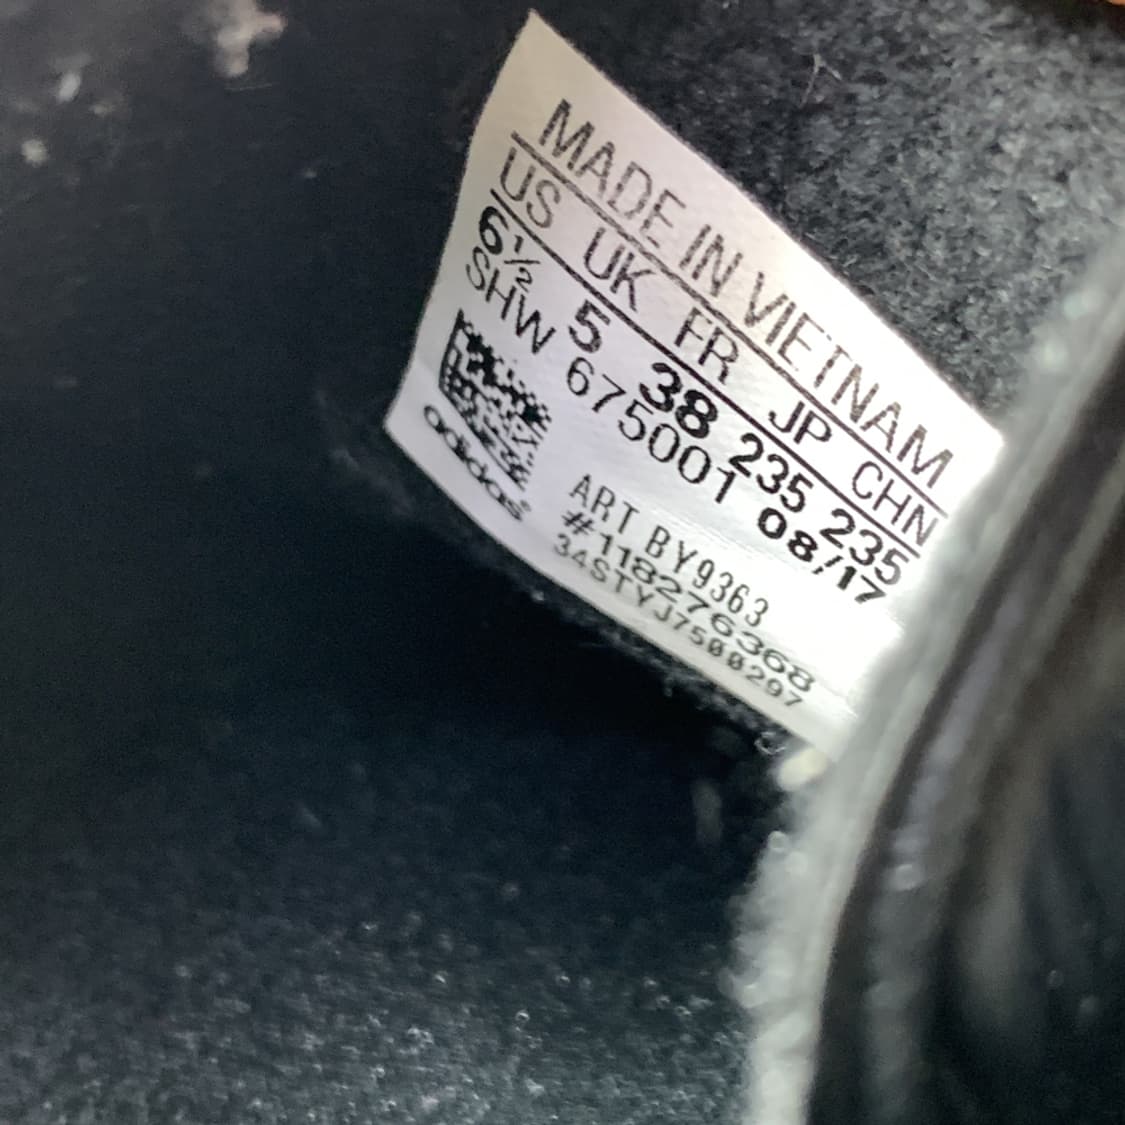 MADE IN VIETNAM
US UK FR JP CHN
6½ 5 38 235 235
SHW 675001 08/17
adidas
ART BY9363
#1182276368
34STYJ7500297